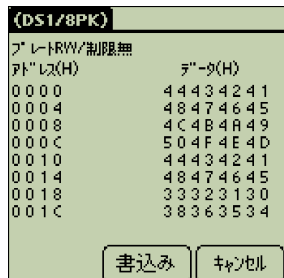 (DS1/8PK)
プレートRW/制限無
アドレス(H) データ(H)
0000 44434241
0004 48474645
0008 4C4B4A49
000C 504F4E4D
0010 44434241
0014 48474645
0018 33323130
001C 38363534
書込み キャンセル